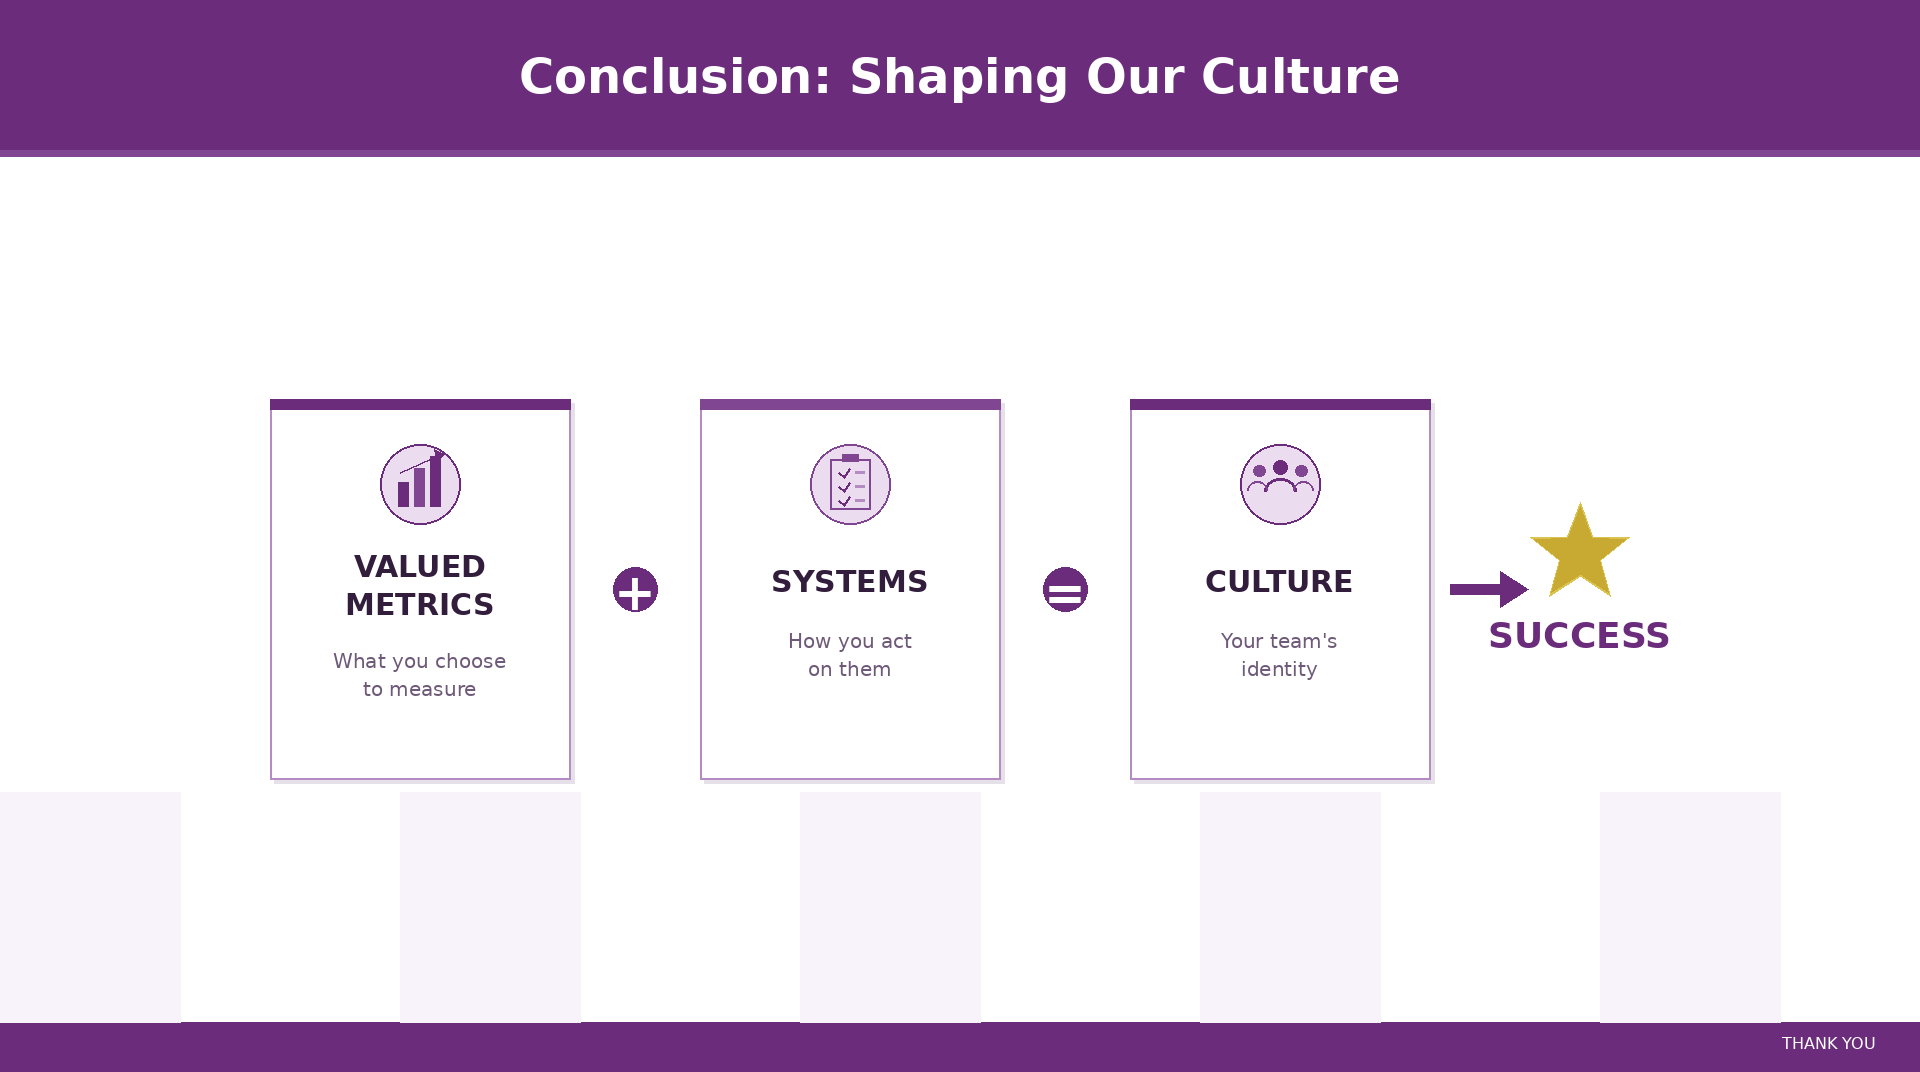 Conclusion: Shaping Our Culture
VALUED
METRICS
What you choose
to measure
SYSTEMS
How you act
on them
CULTURE
Your team's
identity
SUCCESS
THANK YOU